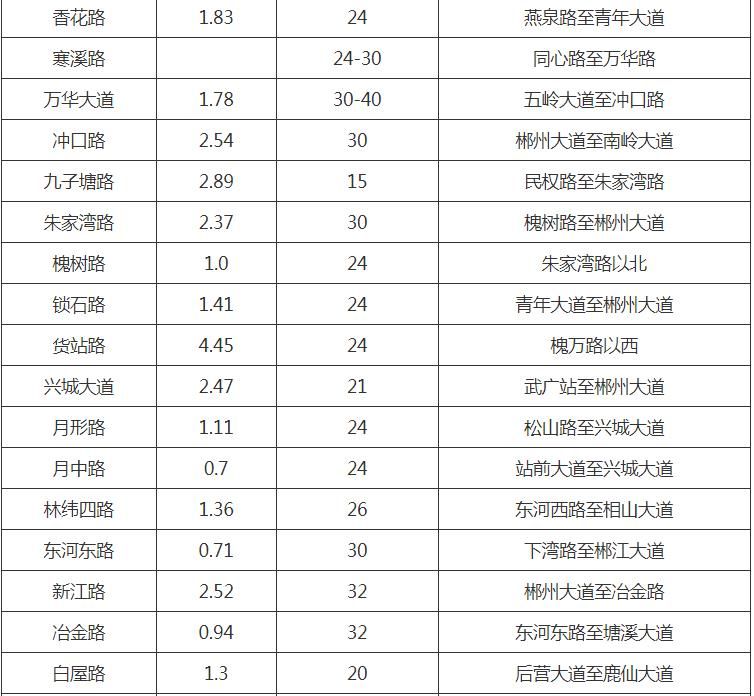 香花路 1.83 24 燕泉路至青年大道
寒溪路 24-30 同心路至万华路
万华大道 1.78 30-40 五岭大道至冲口路
冲口路 2.54 30 郴州大道至南岭大道
九子塘路 2.89 15 民权路至朱家湾路
朱家湾路 2.37 30 槐树路至郴州大道
槐树路 1.0 24 朱家湾路以北
锁石路 1.41 24 青年大道至郴州大道
货站路 4.45 24 槐万路以西
兴城大道 2.47 21 武广站至郴州大道
月形路 1.11 24 松山路至兴城大道
月中路 0.7 24 站前大道至兴城大道
林纬四路 1.36 26 东河西路至相山大道
东河东路 0.71 30 下湾路至郴江大道
新江路 2.52 32 郴州大道至冶金路
冶金路 0.94 32 东河东路至塘溪大道
白屋路 1.3 20 后营大道至鹿仙大道